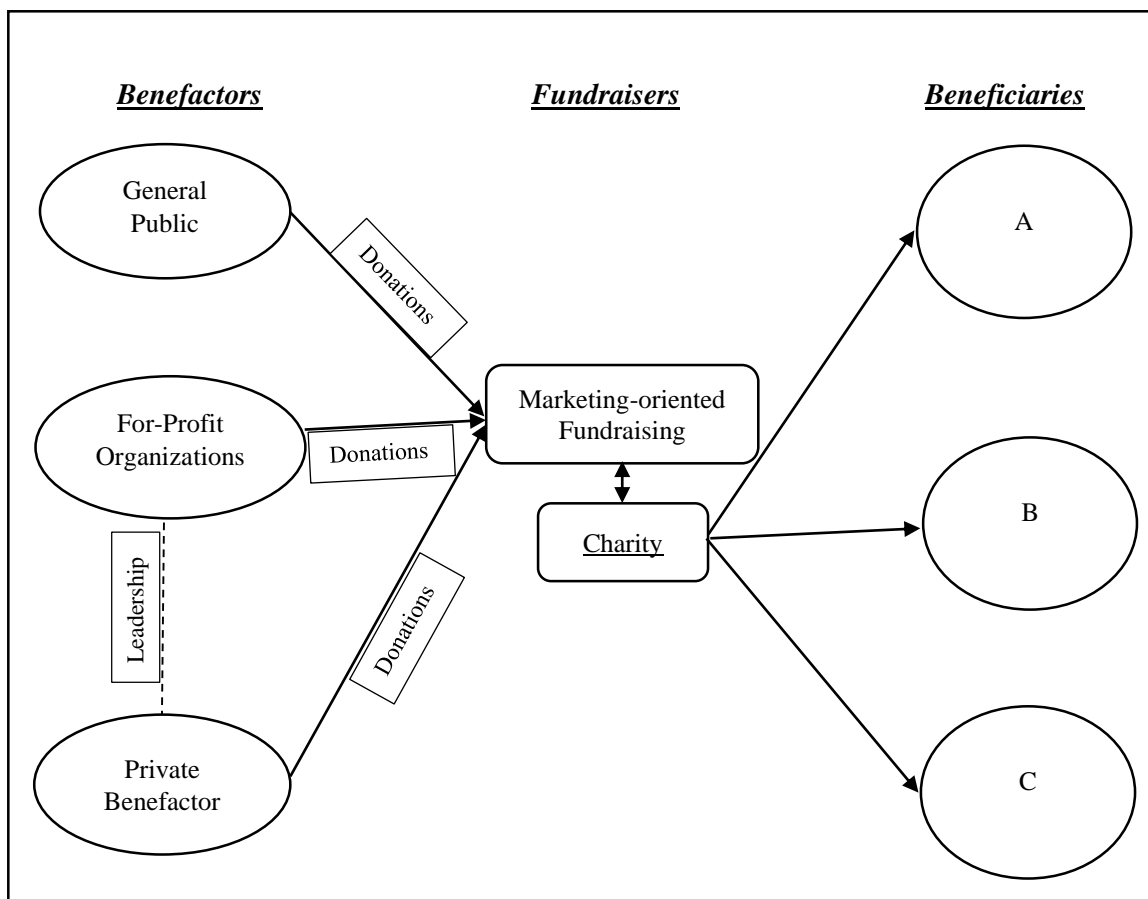 Benefactors
Fundraisers
Beneficiaries
General
Public
Donations
A
Marketing-oriented
Fundraising
For-Profit
Organizations
Donations
Charity
B
Leadership
Donations
Private
Benefactor
C